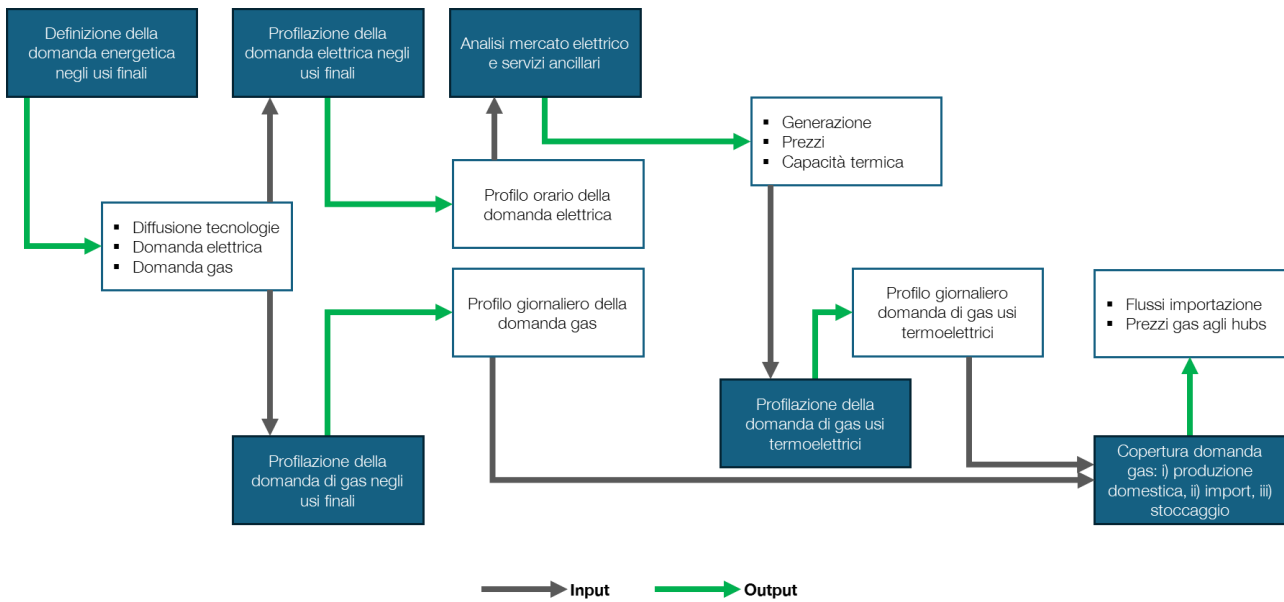 Definizione della
domanda energetica
negli usi finali
Profilazione della
domanda elettrica negli
usi finali
Analisi mercato elettrico
e servizi ancillari
▪ Generazione
▪ Prezzi
▪ Capacità termica
Profilo orario della
domanda elettrica
▪ Diffusione tecnologie
▪ Domanda elettrica
▪ Domanda gas
Profilo giornaliero della
domanda gas
Profilo giornaliero
domanda di gas usi
termoelettrici
▪ Flussi importazione
▪ Prezzi gas agli hubs
Profilazione della
domanda di gas usi
termoelettrici
Profilazione della
domanda di gas negli
usi finali
Copertura domanda
gas: i) produzione
domestica, ii) import, iii)
stoccaggio
Input
Output